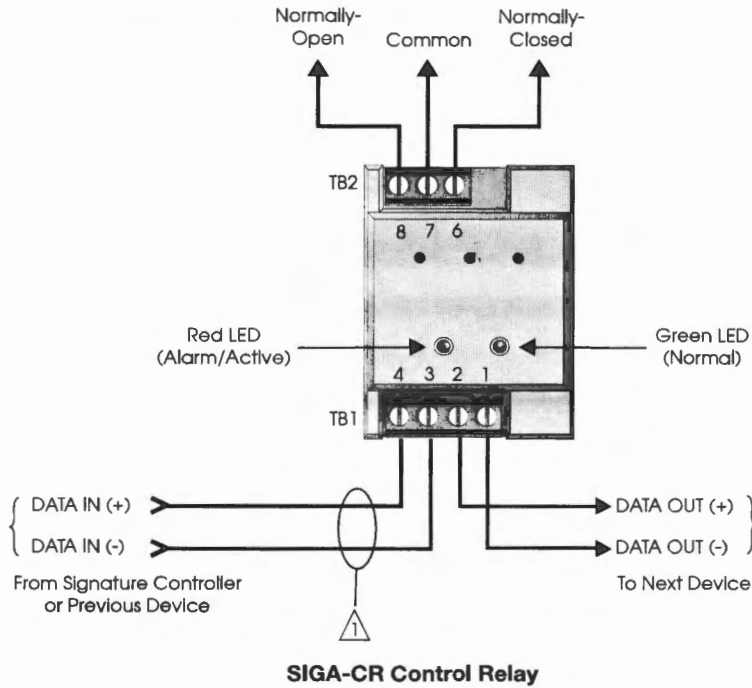 Normally-
Open
Common
Normally-
Closed
TB2
8 7 6
Red LED
(Alarm/Active)
Green LED
(Normal)
4 3 2 1
TB1
DATA IN (+)
DATA OUT (+)
DATA IN (-)
DATA OUT (-)
From Signature Controller
or Previous Device
To Next Device
1
SIGA-CR Control Relay